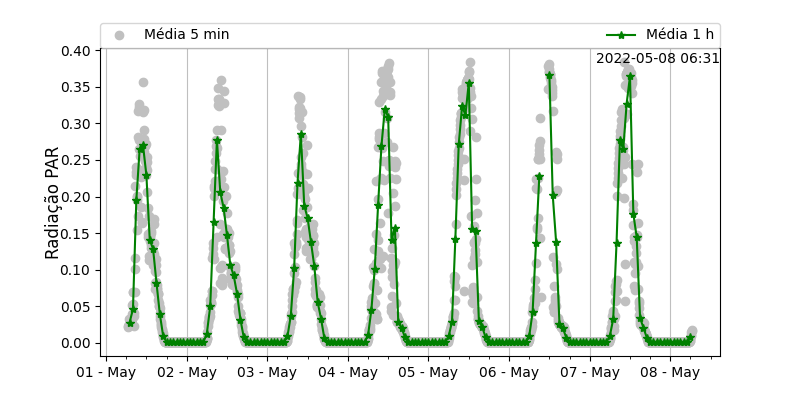 Média 5 min
Média 1 h
2022-05-08 06:31
Radiação PAR
0.40
0.35
0.30
0.25
0.20
0.15
0.10
0.05
0.00
01 - May
02 - May
03 - May
04 - May
05 - May
06 - May
07 - May
08 - May